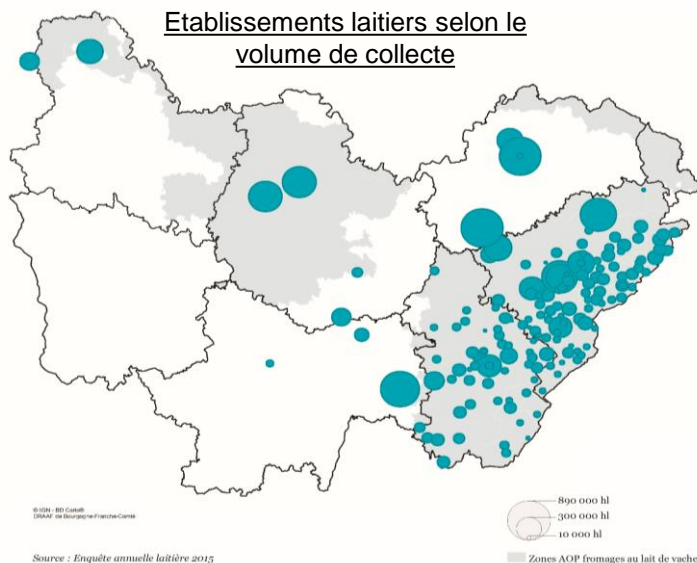 Etablissements laitiers selon le
volume de collecte
© IGN - BD Carto®
DRAAF de Bourgogne-Franche-Comté
890 000 hl
300 000 hl
10 000 hl
Source : Enquête annuelle laitière 2015
Zones AOP fromages au lait de vache